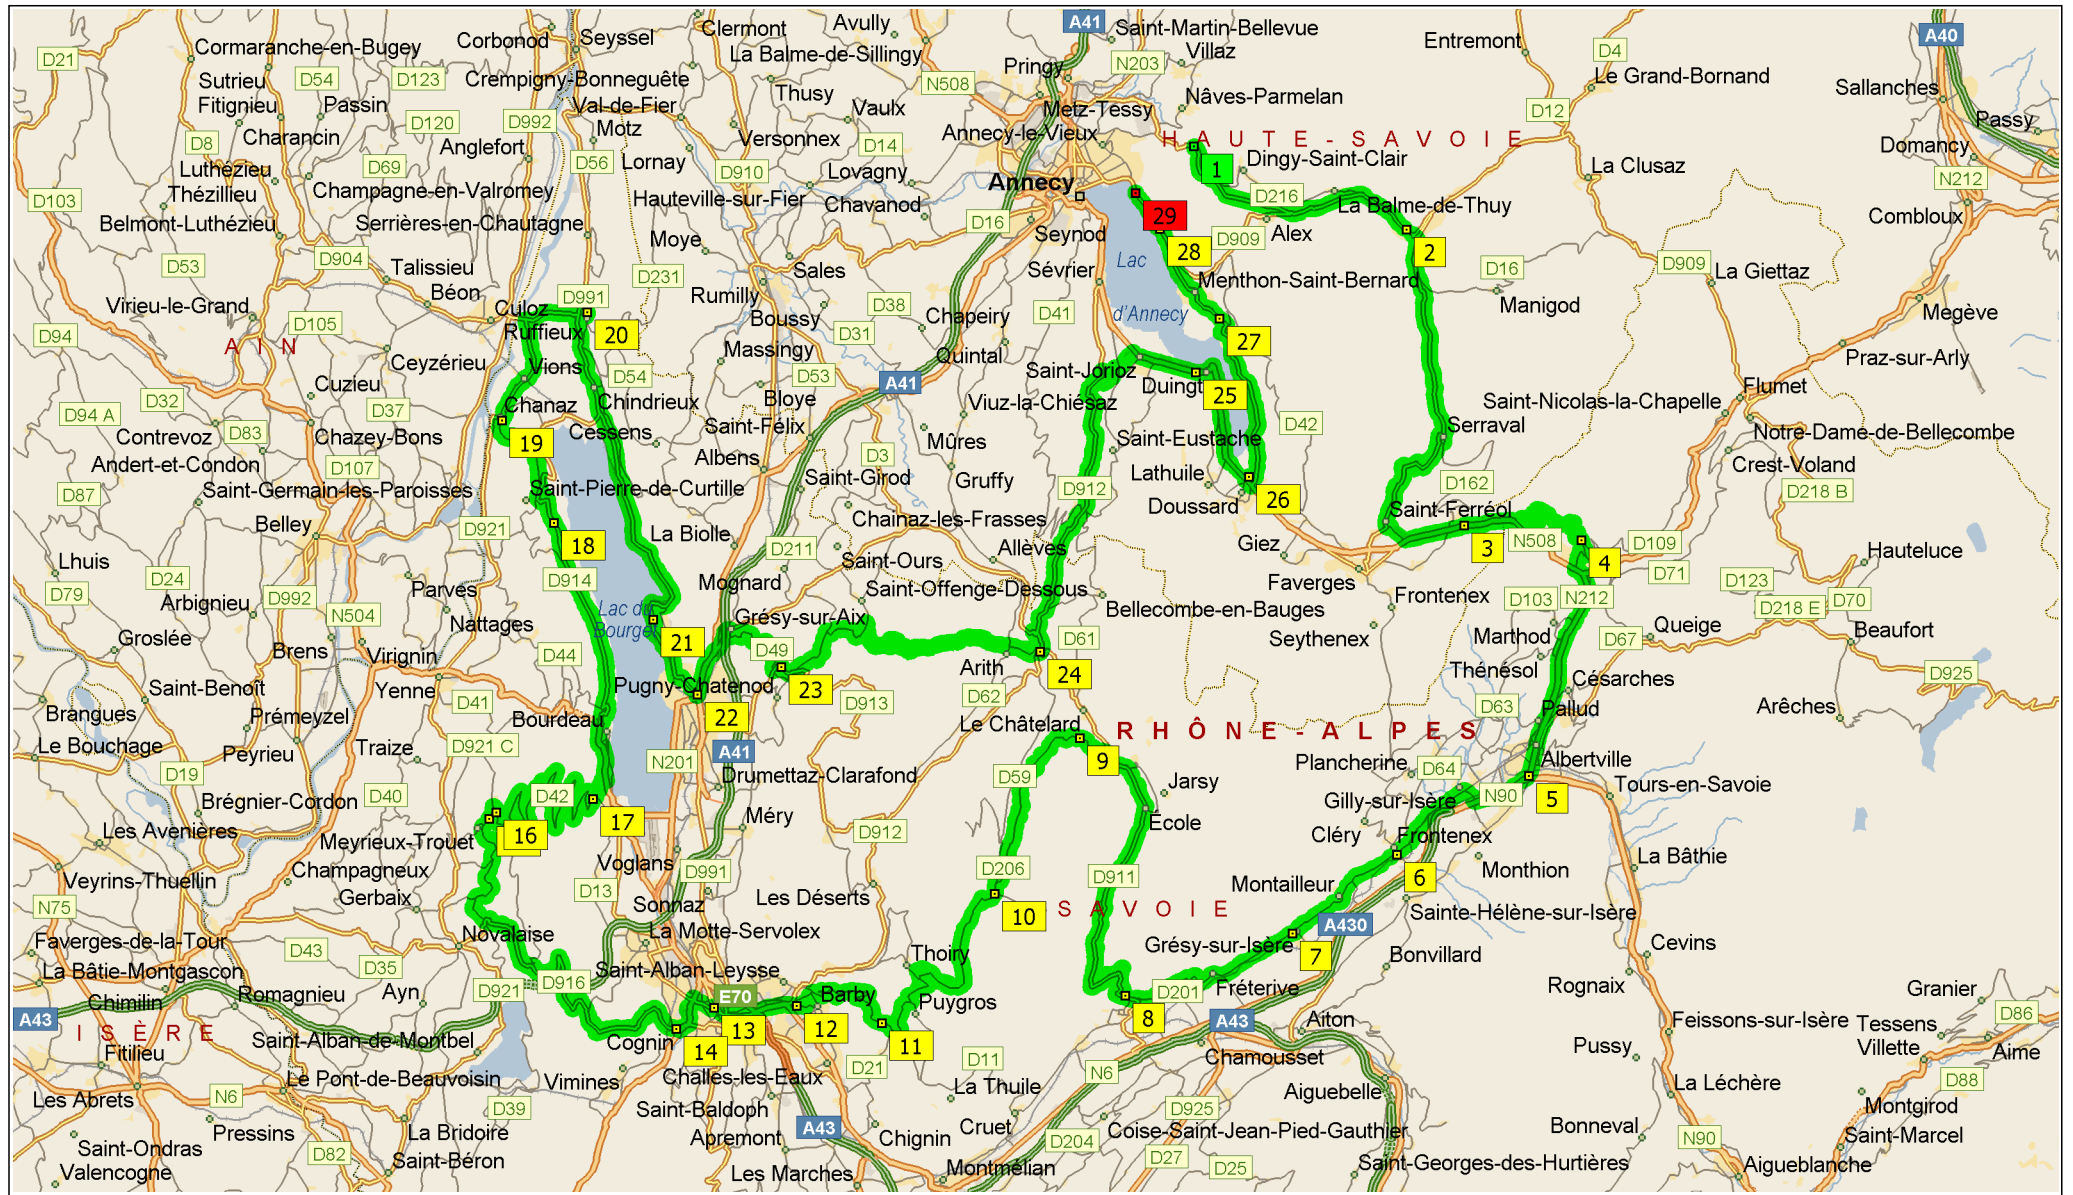 A41
Avully
Clermont
Saint-Martin-Bellevue
A40
Corbonod
Seyssel
Entremont
D4
Cormaranche-en-Bugey
La Balme-de-Sillingy
Villaz
D21
Pringy
N203
Le Grand-Bornand
Sutrieu
D54
D123
Crempigny-Bonneguête
N508
Sallanches
Fitignieu
Passin
Val-de-Fier
Thusy
Vaulx
Metz-Tessy
Nâves-Parmelan
D12
D120
D992
Motz
Passy
Charancin
Versonnex
Annecy-le-Vieux
HAUTE-SAVOIE
D8
Anglefort
D14
Domancy
Luthézieu
D69
D56
Lornay
D910
Lovagny
1
Dingy-Saint-Clair
La Clusaz
N212
Thézillieu
Champagne-en-Valromey
Hauteville-sur-Fier
Annecy
D216
D103
Chavanod
La Balme-de-Thuy
Combloux
Belmont-Luthézieu
Serrières-en-Chautagne
D16
29
Moye
Seynod
D909
Alex
2
28
D904
Lac
D53
Talissieu
D231
Sales
Sévrier
D16
D909
La Giettaz
Béon
Rumilly
Menthon-Saint-Bernard
Virieu-le-Grand
Culoz
D991
D38
D41
d'Annecy
Manigod
Megève
D94
D105
Ruffieux
20
Boussy
D31
Chapeiry
27
AIN
Massingy
Quintal
Praz-sur-Arly
Ceyzérieu
Vions
D54
D53
A41
Saint-Jorioz
Duingt
25
Flumet
Cuzieu
Bloye
Chindrieux
Viuz-la-Chiésaz
Saint-Nicolas-la-Chapelle
D94 A
D32
D37
Chanaz
Saint-Félix
D42
Serraval
Contrevoz
D83
Chazey-Bons
19
Cessens
Mûres
Saint-Eustache
Notre-Dame-de-Bellecombe
Andert-et-Condon
D107
Albens
D3
Lathuile
Crest-Voland
D87
Saint-Germain-les-Paroisses
Saint-Pierre-de-Curtille
Saint-Girod
Gruffy
D912
D162
D218 B
26
Doussard
Saint-Ferréol
Belley
D921
La Biolle
Chainaz-les-Frasses
3
N508
D109
18
D211
Allèves
Giez
4
Hauteluce
Lhuis
Saint-Ours
D71
D24
D914
Mognard
Faverges
D123
D79
Arbignieu
D992
Parves
Saint-Offenge-Dessous
Frontenex
D103
N212
D218 E
D70
N504
Lac du
Bourget
Grésy-sur-Aix
Bellecombe-en-Bauges
Groslée
Nattages
21
D61
Seythenex
Marthod
D67
Queige
Beaufort
Brens
Virignin
D44
D49
Arith
24
Thénésol
D925
Saint-Benoît
Yenne
Pugny-Chatenod
23
D62
Césarches
Brangues
Prémeyzel
D41
22
D913
D63
Pallud
Arêches
Bourdeau
Le Châtelard
RHÔNE-ALPES
Le Bouchage
Peyrieu
Traize
D921 C
A41
9
Albertville
D19
N201
Drumettaz-Clarafond
D59
Plancherine
D64
Jarsy
Tours-en-Savoie
Brégnier-Cordon
D40
D42
Gilly-sur-Isère
N90
5
Les Avenières
Meyrieux-Trouet
16
17
Méry
D912
École
Cléry
Frontenex
Champagneux
Voglans
La Bâthie
Veyrins-Thuellin
Gerbaix
D13
D991
D206
D911
Montailleur
6
Monthion
N75
Les Déserts
10
SAVOIE
Sainte-Hélène-sur-Isère
Sonnaz
A430
Faverges-de-la-Tour
D43
Novalaise
La Motte-Servolex
Thoiry
Grésy-sur-Isère
7
Bonvillard
Cevins
La Bâtie-Montgascon
D35
Saint-Alban-Leysse
Chimilin
Romagnieu
Ayn
D921
D916
E70
Barby
Puygros
D201
Fréterive
Rognaix
Granier
A43
13
12
11
8
A43
Aiton
D86
ISÈRE
Saint-Alban-de-Montbel
Cognin
14
Feissons-sur-Isère
Tessens
Villette
Aime
Fitilieu
D21
D11
Chamousset
Pussy
Le Pont-de-Beauvoisin
Vimines
Challes-les-Eaux
La Thuile
N6
Aiguebelle
La Léchère
D88
Les Abrets
N6
D39
Saint-Baldoph
D925
Montgirod
Pressins
La Bridoire
Apremont
A43
Chignin
Cruet
D204
Coise-Saint-Jean-Pied-Gauthier
Bonneval
N90
Saint-Marcel
Saint-Ondras
D82
Saint-Béron
D27
D25
Saint-Georges-des-Hurtières
Aigueblanche
Valencogne
Les Marches
Montmélian